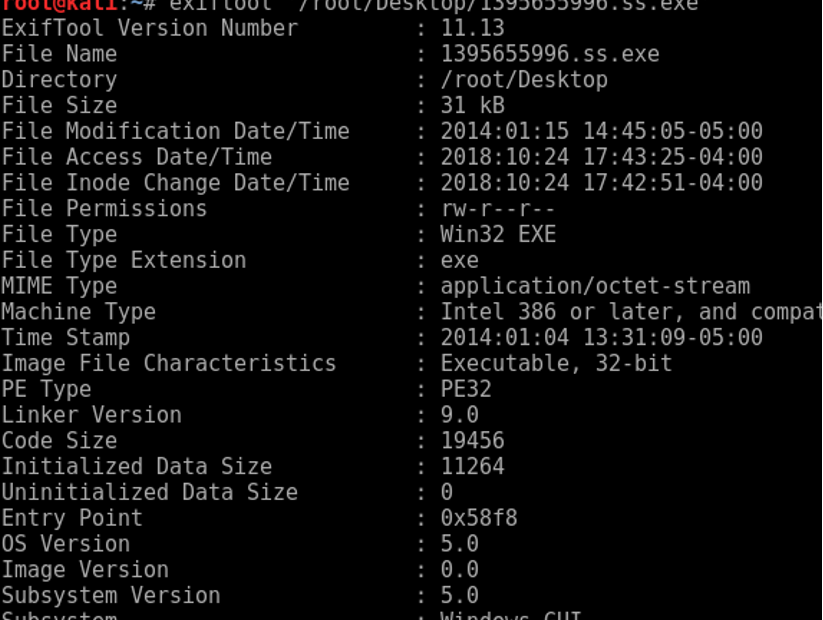 root@kali:~# exiftool /root/Desktop/1395655996.ss.exe
ExifTool Version Number : 11.13
File Name : 1395655996.ss.exe
Directory : /root/Desktop
File Size : 31 kB
File Modification Date/Time : 2014:01:15 14:45:05-05:00
File Access Date/Time : 2018:10:24 17:43:25-04:00
File Inode Change Date/Time : 2018:10:24 17:42:51-04:00
File Permissions : rw-r--r--
File Type : Win32 EXE
File Type Extension : exe
MIME Type : application/octet-stream
Machine Type : Intel 386 or later, and compat
Time Stamp : 2014:01:04 13:31:09-05:00
Image File Characteristics : Executable, 32-bit
PE Type : PE32
Linker Version : 9.0
Code Size : 19456
Initialized Data Size : 11264
Uninitialized Data Size : 0
Entry Point : 0x58f8
OS Version : 5.0
Image Version : 0.0
Subsystem Version : 5.0
Subsystem : Windows GUI